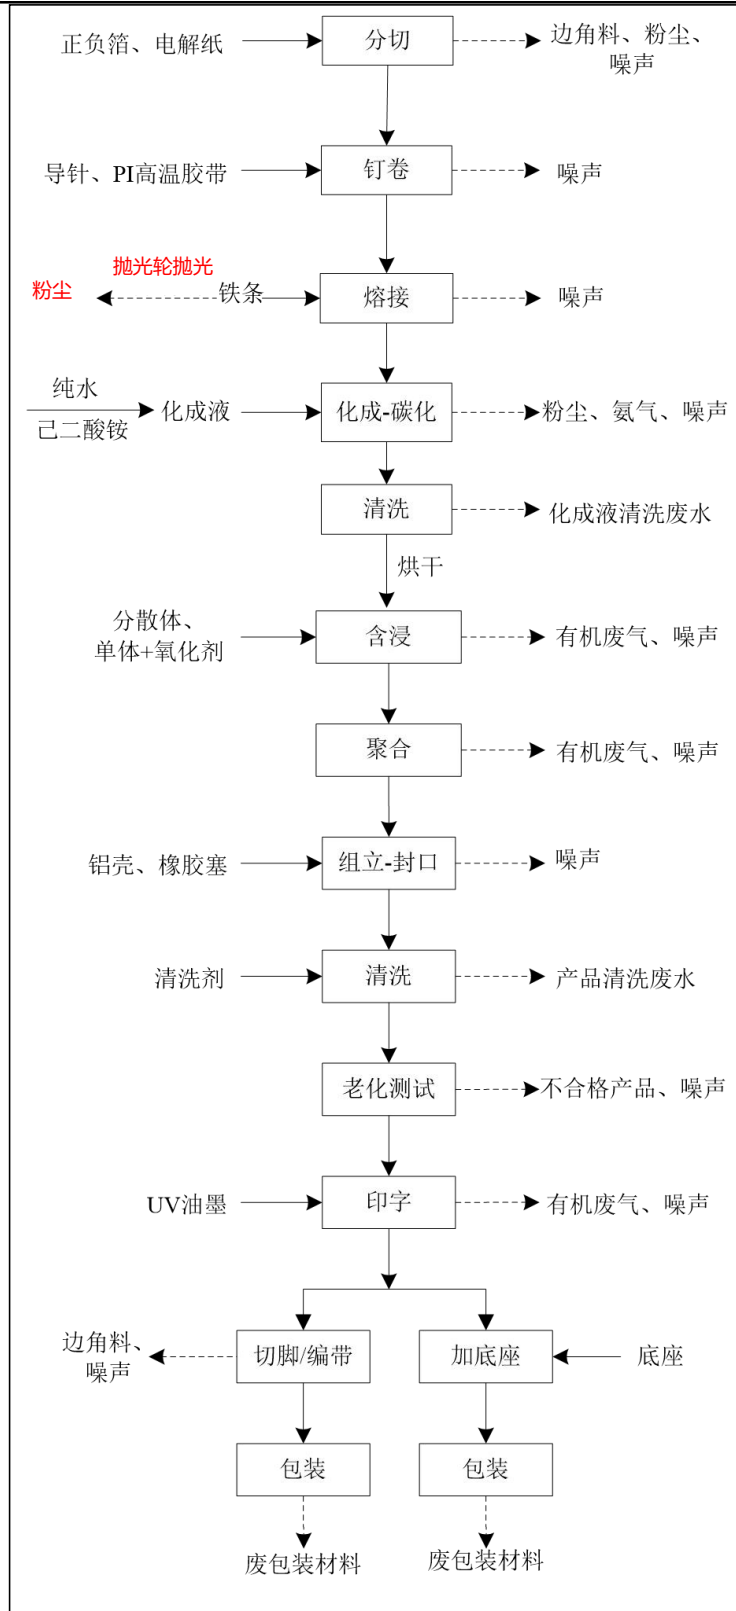 正负箔、电解纸
分切
边角料、粉尘、
噪声
导针、PI高温胶带
钉卷
噪声
抛光轮抛光
粉尘
铁条
熔接
噪声
纯水
己二酸铵
化成液
化成-碳化
粉尘、氨气、噪声
清洗
化成液清洗废水
烘干
分散体、
单体+氧化剂
含浸
有机废气、噪声
聚合
有机废气、噪声
铝壳、橡胶塞
组立-封口
噪声
清洗剂
清洗
产品清洗废水
老化测试
不合格产品、噪声
UV油墨
印字
有机废气、噪声
边角料、
噪声
切脚/编带
加底座
底座
包装
包装
废包装材料
废包装材料